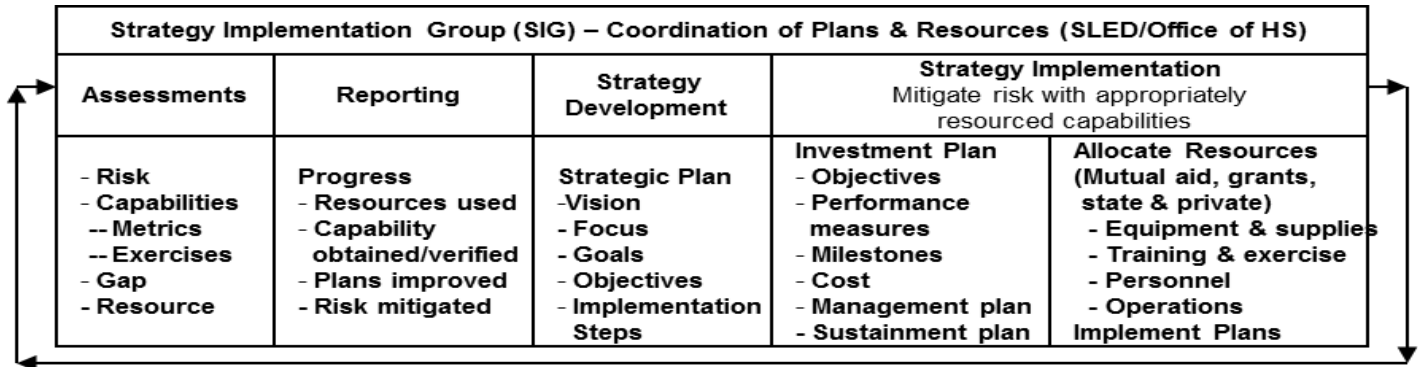 Strategy Implementation Group (SIG) – Coordination of Plans & Resources (SLED/Office of HS)
Assessments
Reporting
Strategy
Development
Strategy Implementation
Mitigate risk with appropriately
resourced capabilities
- Risk
- Capabilities
-- Metrics
-- Exercises
- Gap
- Resource
Progress
- Resources used
- Capability
obtained/verified
- Plans improved
- Risk mitigated
Strategic Plan
-Vision
- Focus
- Goals
- Objectives
- Implementation
Steps
Investment Plan
- Objectives
- Performance
measures
- Milestones
- Cost
- Management plan
- Sustainment plan
Allocate Resources
(Mutual aid, grants,
state & private)
- Equipment & supplies
- Training & exercise
- Personnel
- Operations
Implement Plans